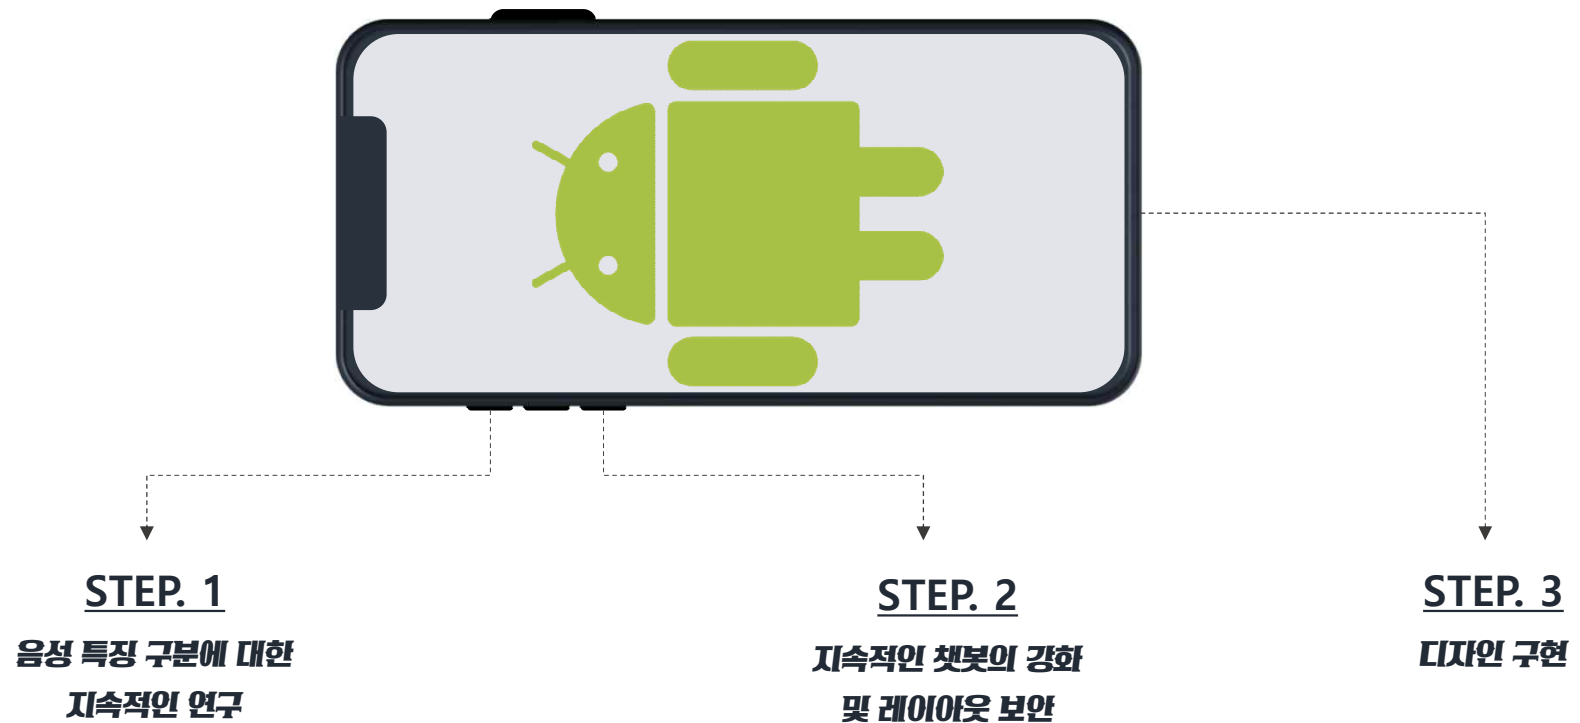 STEP. 1
음성 특징 구분에 대한
지속적인 연구
STEP. 2
지속적인 챗봇의 강화
및 레이아웃 보안
STEP. 3
디자인 구현